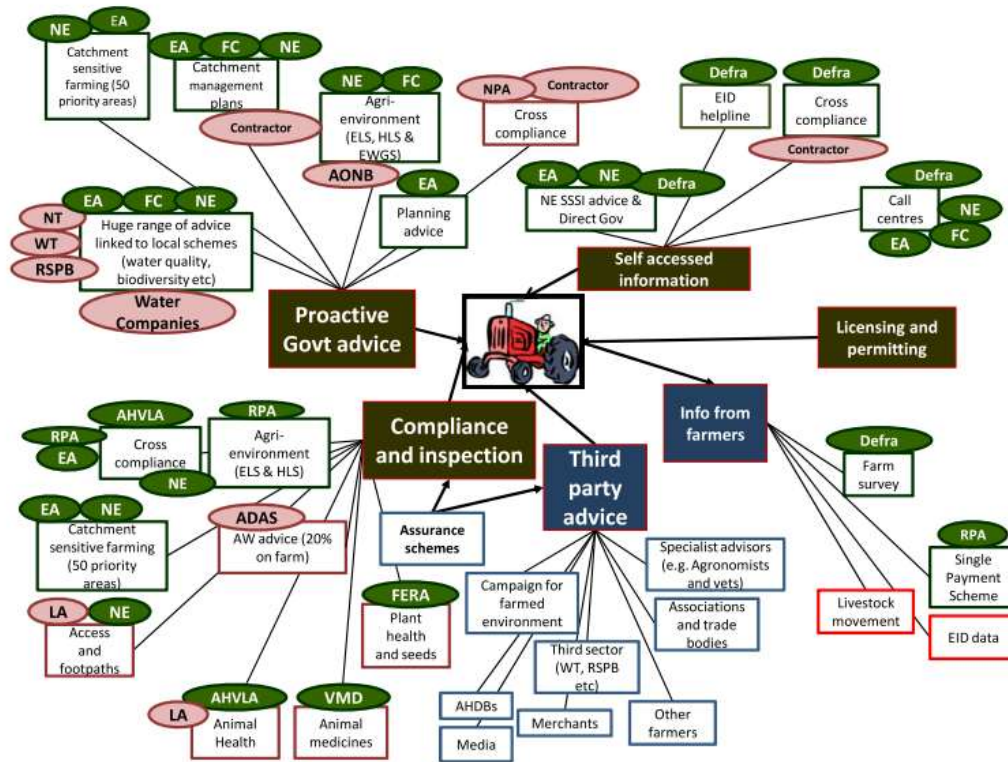 NE
EA
Catchment
sensitive
farming (50
priority
areas)
EA
FC
NE
Catchment
management
plans
Contractor
NE
FC
Agri-
environment
(ELS, HLS &
EWGS)
AONB
NPA
Contractor
Cross
compliance
EA
Planning
advice
Defra
EID
helpline
Defra
Cross
compliance
Contractor
EA
NE
Defra
NE SSSI advice &
Direct Gov
Defra
Call
centres
NE
FC
EA
EA
FC
NE
NT
WT
RSPB
Huge range of advice
linked to local schemes
(water quality,
biodiversity etc)
Water
Companies
Self accessed
information
Proactive
Govt advice
Licensing and
permitting
Info from
farmers
Compliance
and inspection
Third
party
advice
AHVLA
RPA
EA
Cross
compliance
NE
RPA
Agri-
environment
(ELS & HLS)
EA
NE
Catchment
sensitive farming
(50 priority
areas)
ADAS
AW advice (20%
on farm)
LA
NE
Access
and
footpaths
AHVLA
LA
Animal
Health
VMD
Animal
medicines
FERA
Plant
health
and seeds
Assurance
schemes
Campaign for
farmed
environment
Specialist advisors
(e.g. Agronomists
and vets)
Associations
and trade
bodies
Third sector
(WT, RSPB
etc)
AHDBs
Media
Merchants
Other
farmers
Defra
Farm
survey
RPA
Single
Payment
Scheme
Livestock
movement
EID data